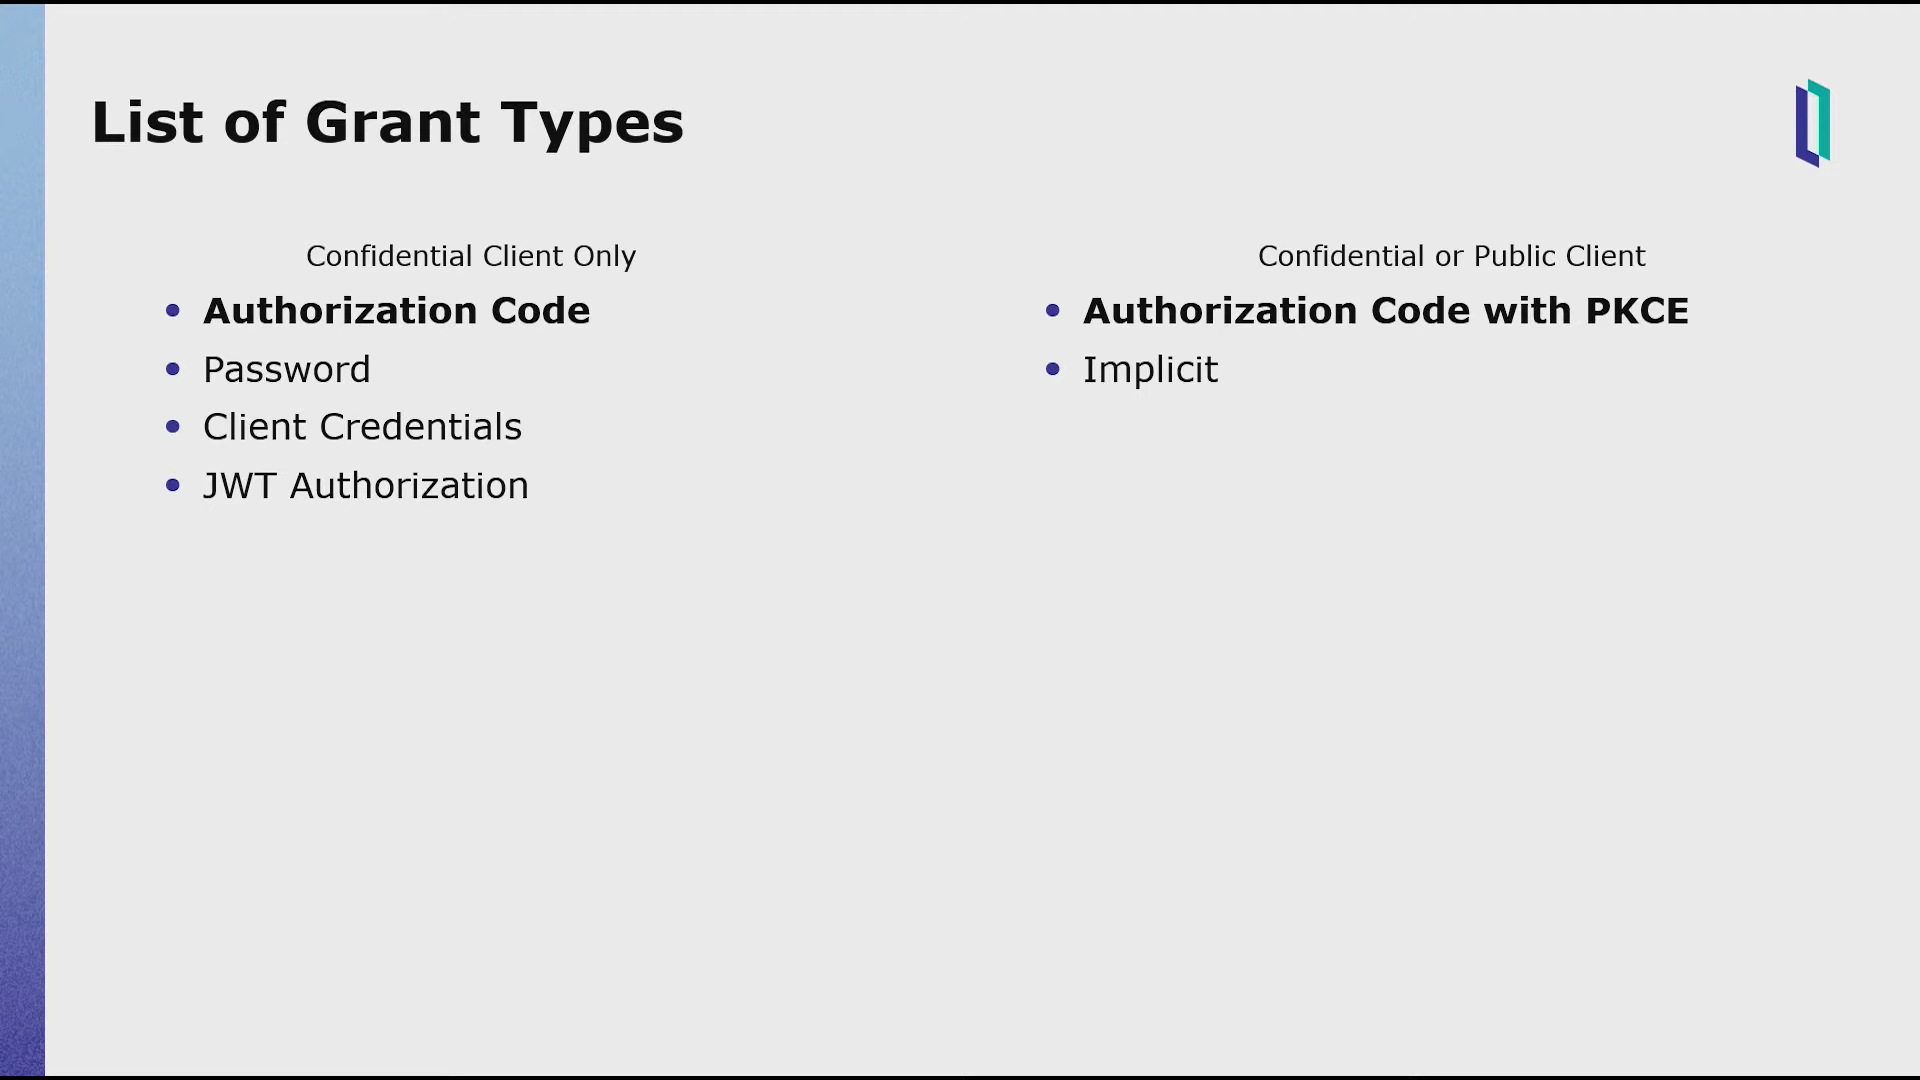 List of Grant Types
Confidential Client Only
• Authorization Code
• Password
• Client Credentials
• JWT Authorization
Confidential or Public Client
• Authorization Code with PKCE
• Implicit